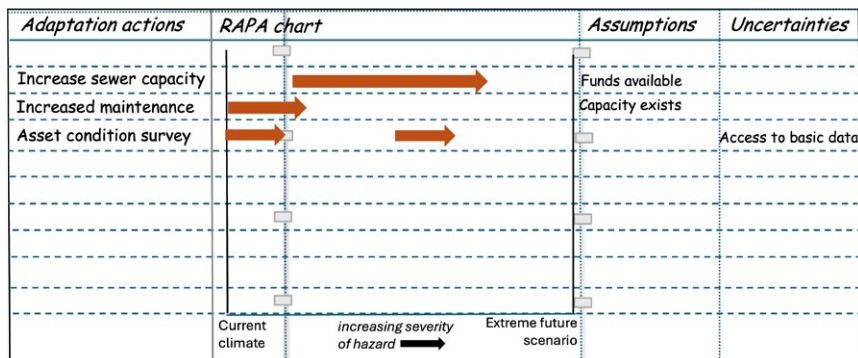 Adaptation actions RAPA chart Assumptions Uncertainties
Increase sewer capacity Funds available
Increased maintenance Capacity exists
Asset condition survey Access to basic data
Current climate
increasing severity of hazard
Extreme future scenario